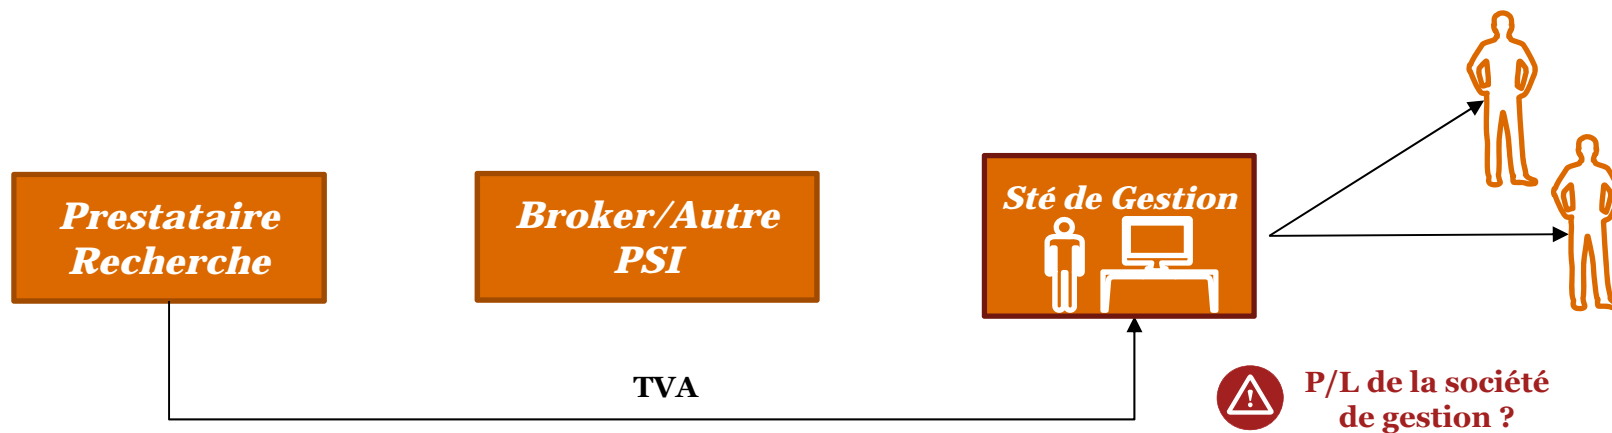 Prestataire
Recherche
Broker/Autre
PSI
Sté de Gestion
TVA
P/L de la société
de gestion ?